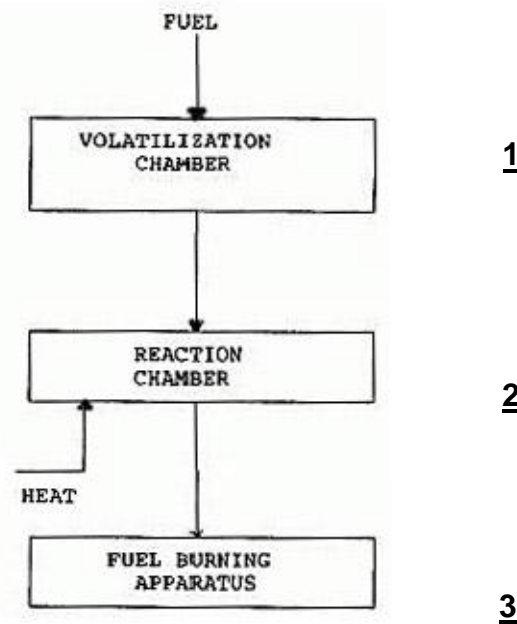 FUEL
VOLATILIZATION
CHAMBER
1
REACTION
CHAMBER
2
HEAT
FUEL BURNING
APPARATUS
3